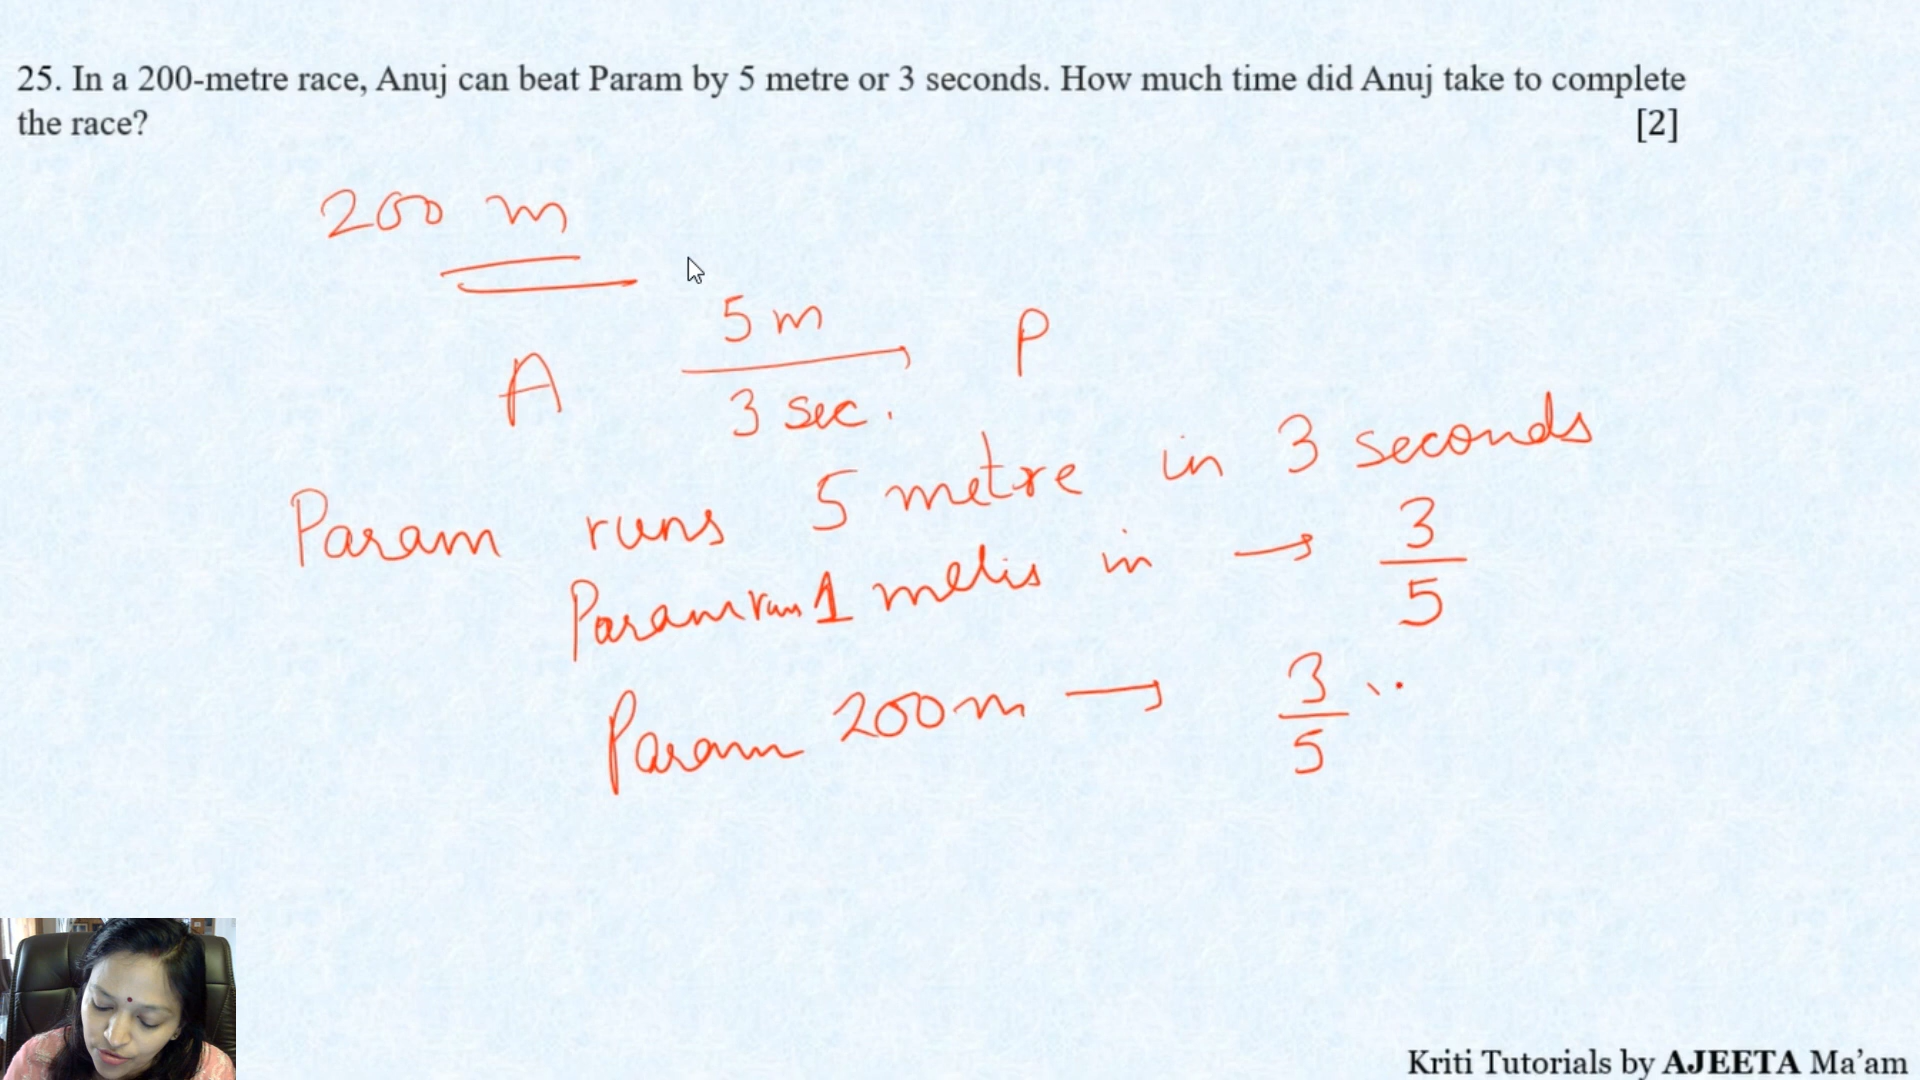 25. In a 200-metre race, Anuj can beat Param by 5 metre or 3 seconds. How much time did Anuj take to complete
the race? [2]
200 m
5 m
A P
3 sec.
Param runs 5 metre in 3 seconds
Param run 1 metre in → 3/5
Param 200m → 3/5
Kriti Tutorials by AJEETA Ma’am